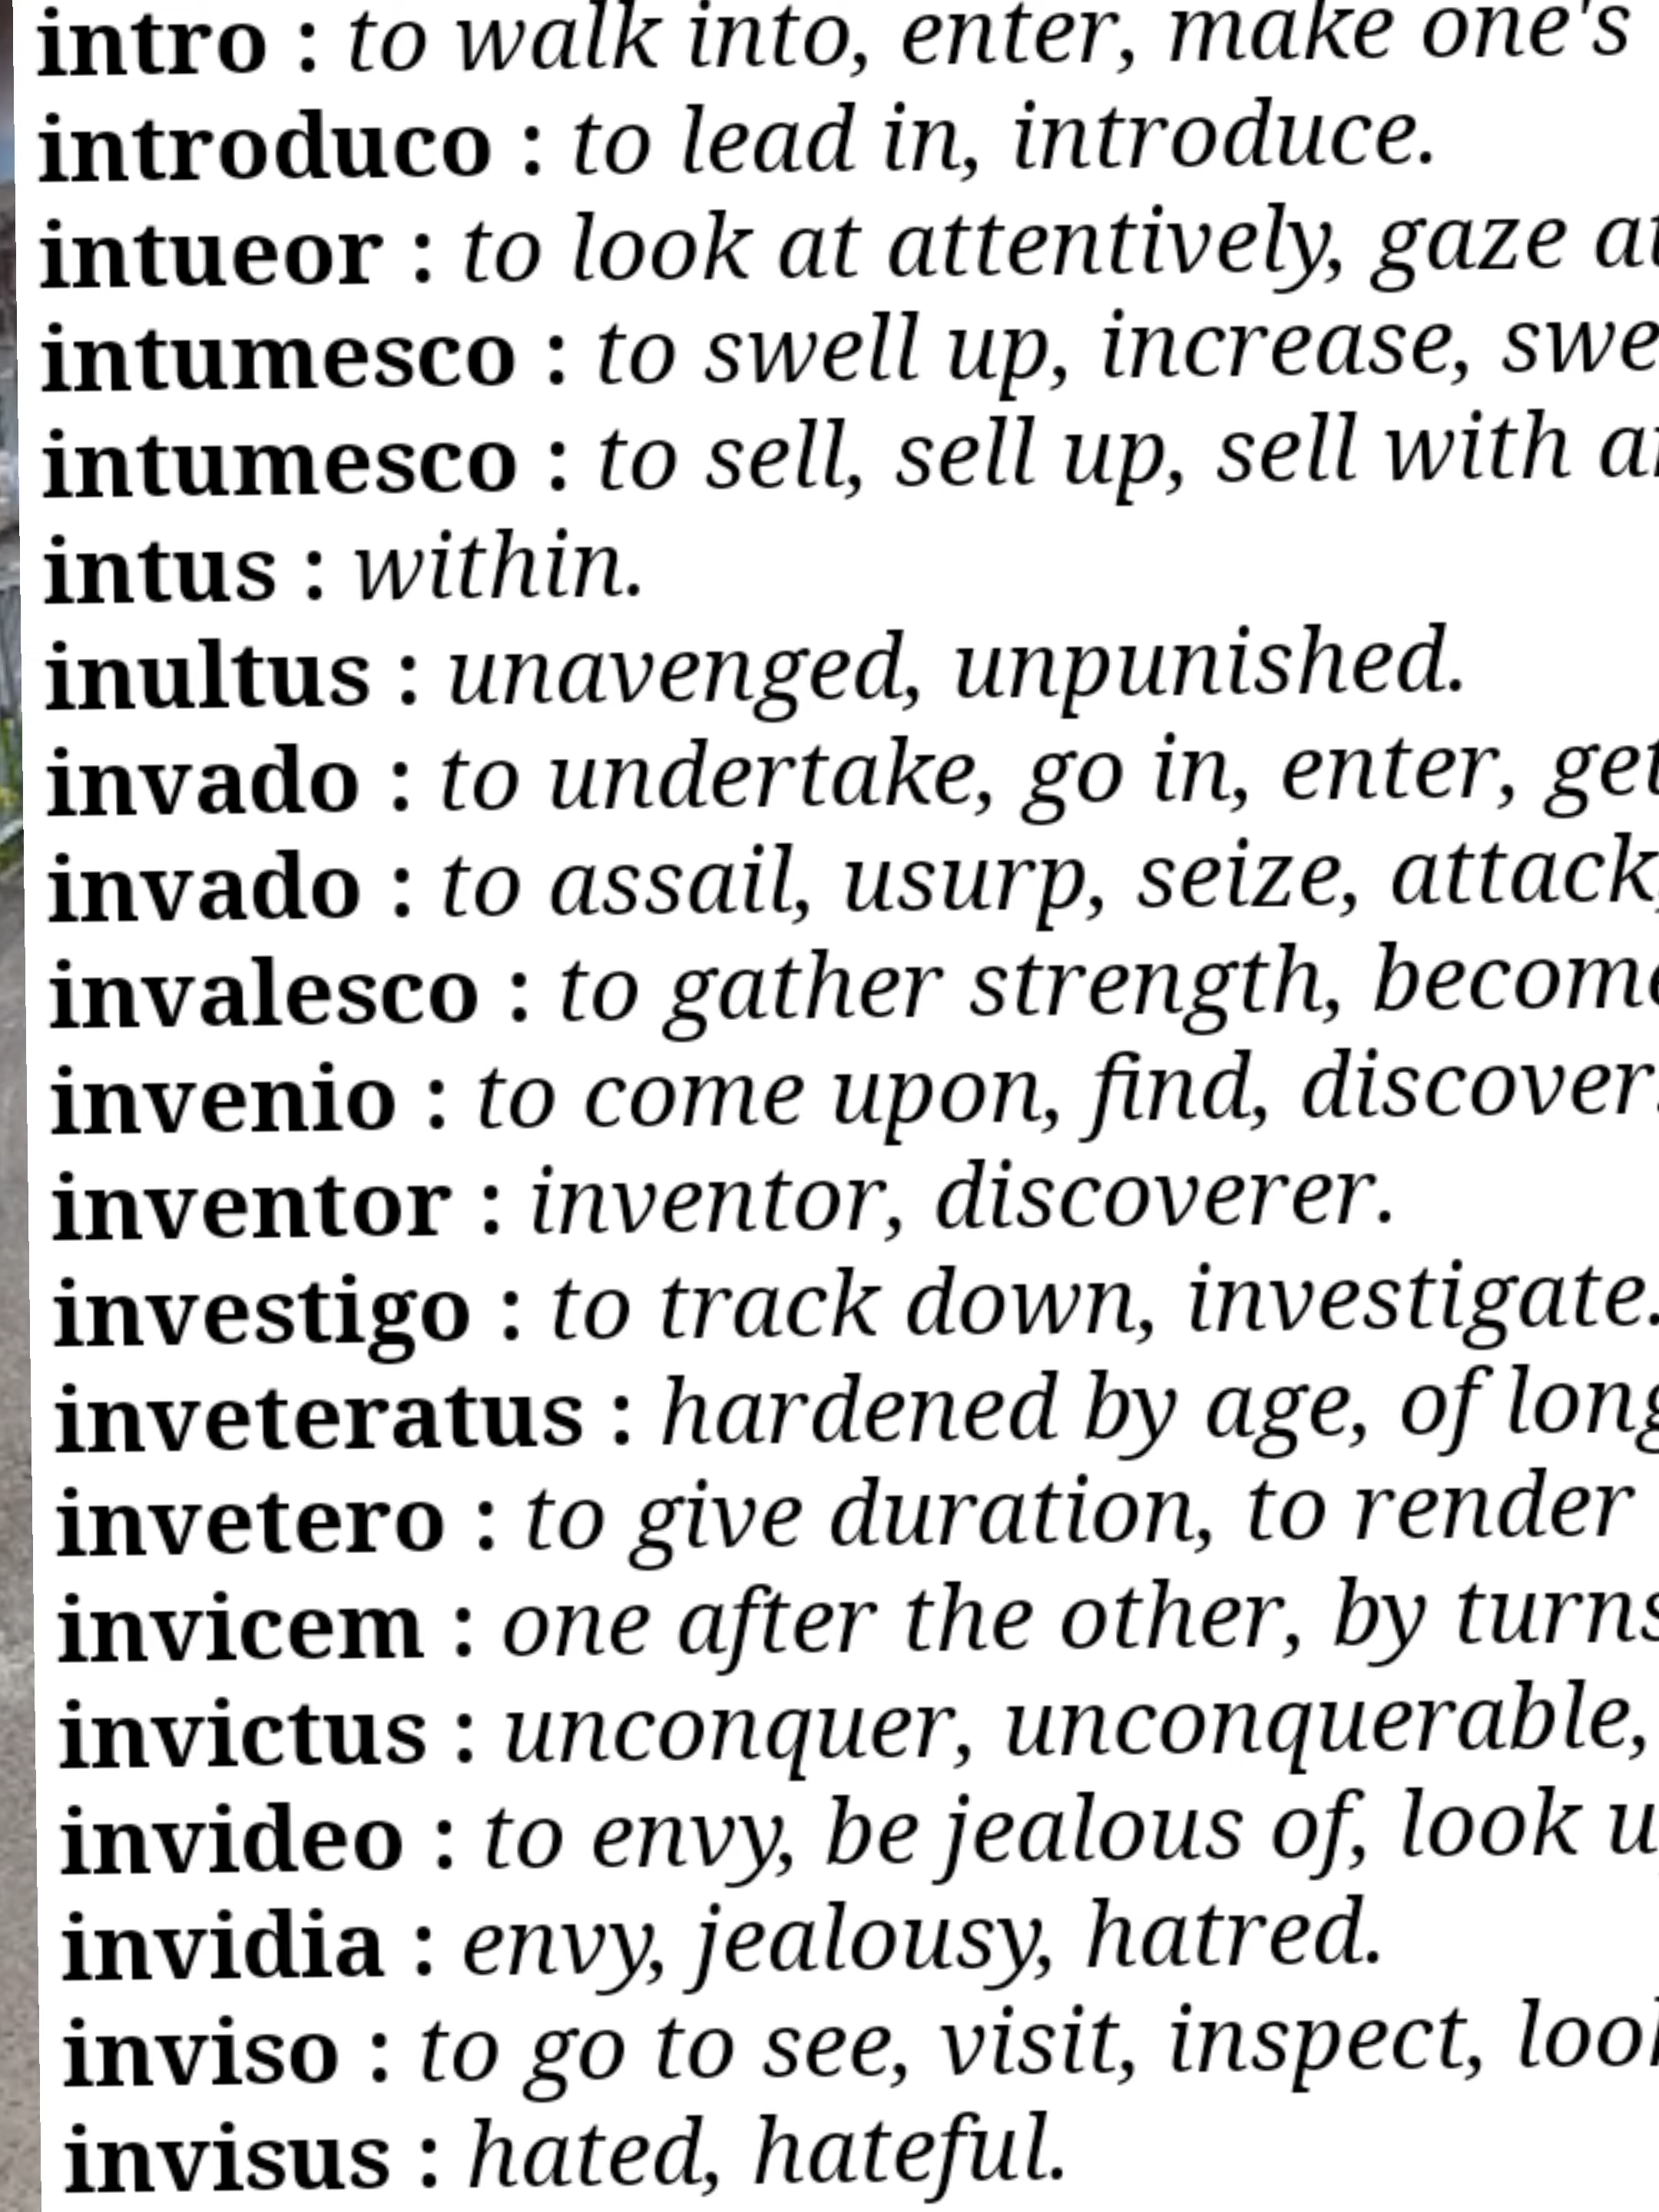 intro : to walk into, enter, make one's
introduco : to lead in, introduce.
intueor : to look at attentively, gaze at
intumesco : to swell up, increase,
intumesco : to sell, sell up, sell with
intus : within.
inultus : unavenged, unpunished.
invado : to undertake, go in, enter, get
invado : to assail, usurp, seize, attack,
invalesco : to gather strength, become
invenio : to come upon, find, discover.
inventor : inventor, discoverer.
investigo : to track down, investigate.
inveteratus : hardened by age, of long
invetero : to give duration, to render
invicem : one after the other, by turns
invictus : unconquer, unconquerable,
invideo : to envy, be jealous of, look
invidia : envy, jealousy, hatred.
inviso : to go to see, visit, inspect, look
invisus : hated, hateful.